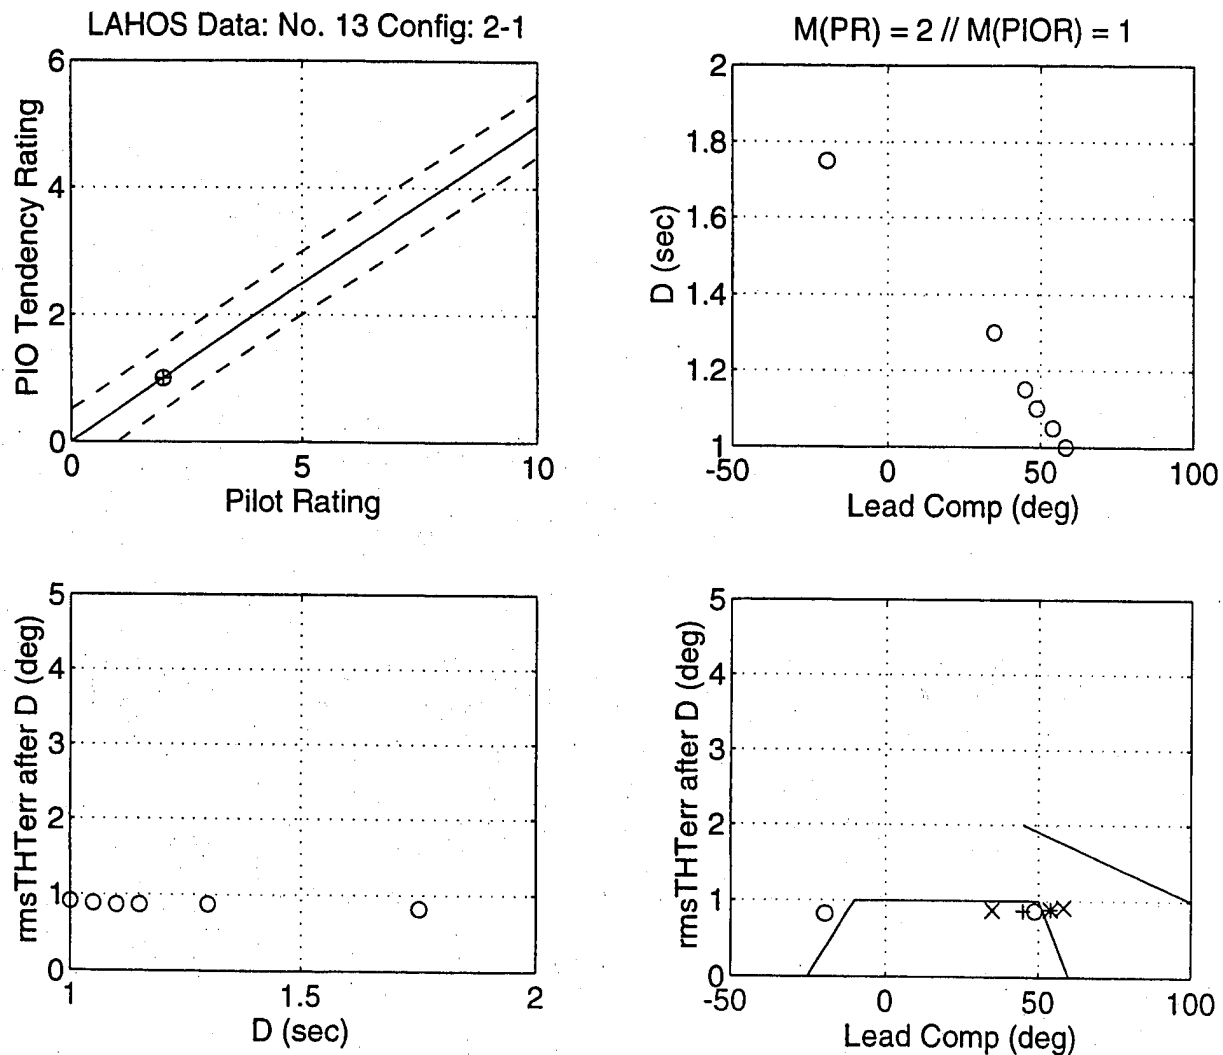 LAHOS Data: No. 13 Config: 2-1
6
4
2
0
PIO Tendency Rating
0 5 10
Pilot Rating
M(PR) = 2 // M(PIOR) = 1
2
1.8
1.6
1.4
1.2
1
D (sec)
-50 0 50 100
Lead Comp (deg)
5
4
3
2
1
0
rmsTHTerr after D (deg)
1 1.5 2
D (sec)
5
4
3
2
1
0
rmsTHTerr after D (deg)
-50 0 50 100
Lead Comp (deg)